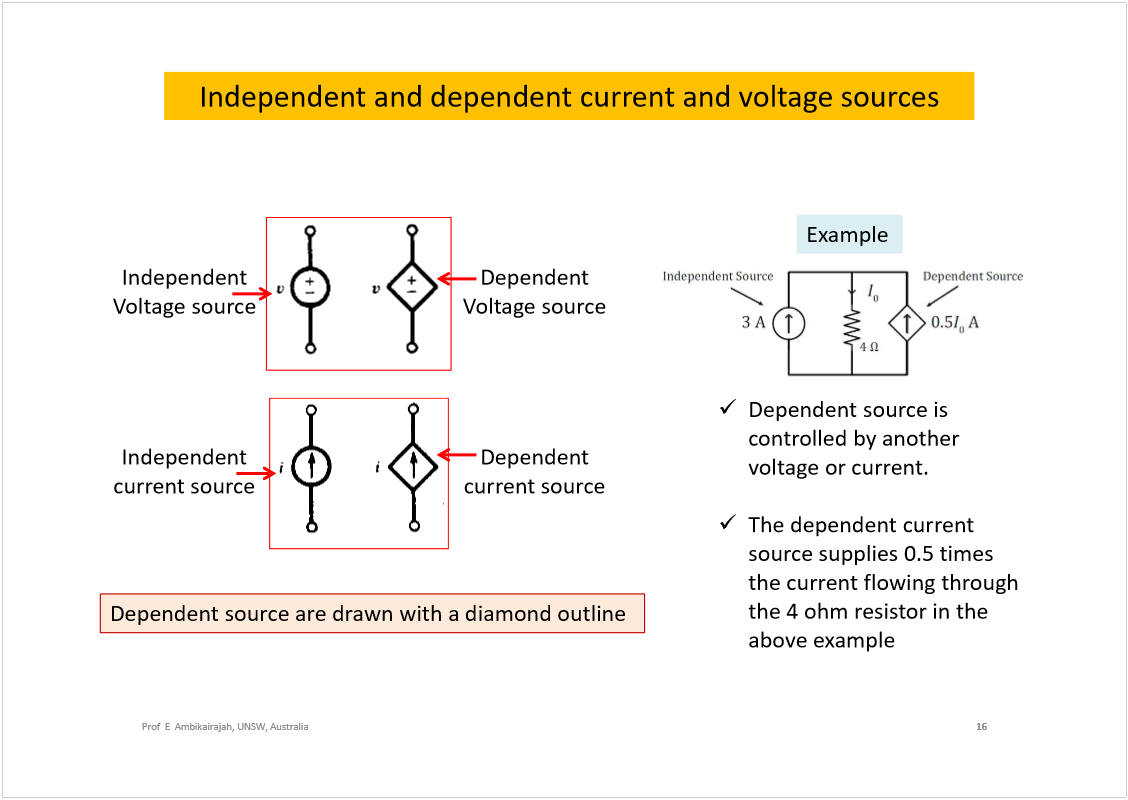 Independent and dependent current and voltage sources
Independent
Voltage source
v
+
−
v
+
−
Dependent
Voltage source
Independent
current source
i
i
Dependent
current source
Dependent source are drawn with a diamond outline
Example
Independent Source
Dependent Source
I₀
3 A
0.5I₀ A
4 Ω
✓ Dependent source is
controlled by another
voltage or current.
✓ The dependent current
source supplies 0.5 times
the current flowing through
the 4 ohm resistor in the
above example
Prof E Ambikairajah, UNSW, Australia
16